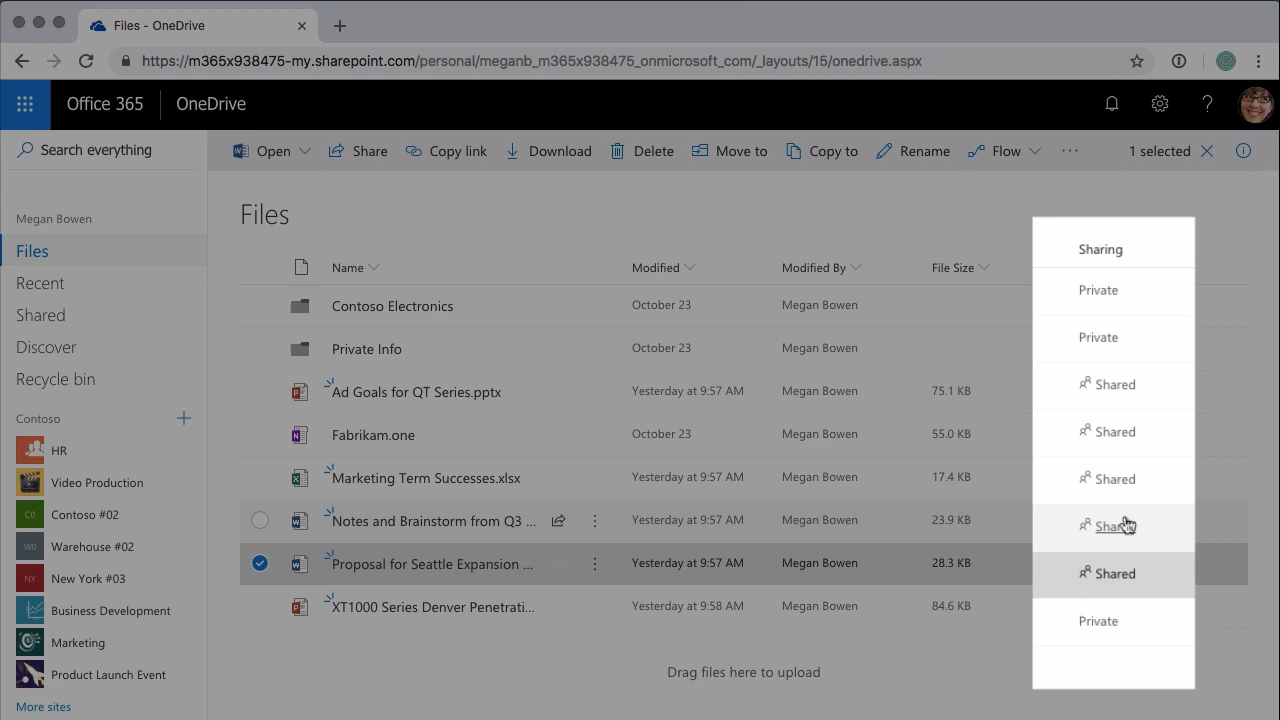 Files - OneDrive
https://m365x938475-my.sharepoint.com/personal/meganb_m365x938475_onmicrosoft_com/_layouts/15/onedrive.aspx
Office 365 OneDrive
Search everything
Open Share Copy link Download Delete Move to Copy to Rename Flow 1 selected
Megan Bowen
Files
Recent
Shared
Discover
Recycle bin
Contoso
HR
Video Production
C0 Contoso #02
W0 Warehouse #02
NY New York #03
Business Development
Marketing
Product Launch Event
More sites
Files
Name Modified Modified By File Size Sharing
Contoso Electronics October 23 Megan Bowen Private
Private Info October 23 Megan Bowen Private
Ad Goals for QT Series.pptx Yesterday at 9:57 AM Megan Bowen 75.1 KB Shared
Fabrikam.one October 23 Megan Bowen 55.0 KB Shared
Marketing Term Successes.xlsx Yesterday at 9:57 AM Megan Bowen 17.4 KB Shared
Notes and Brainstorm from Q3 ... Yesterday at 9:57 AM Megan Bowen 23.9 KB Shared
Proposal for Seattle Expansion ... Yesterday at 9:57 AM Megan Bowen 28.3 KB Shared
XT1000 Series Denver Penetrati... Yesterday at 9:58 AM Megan Bowen 84.6 KB Private
Drag files here to upload